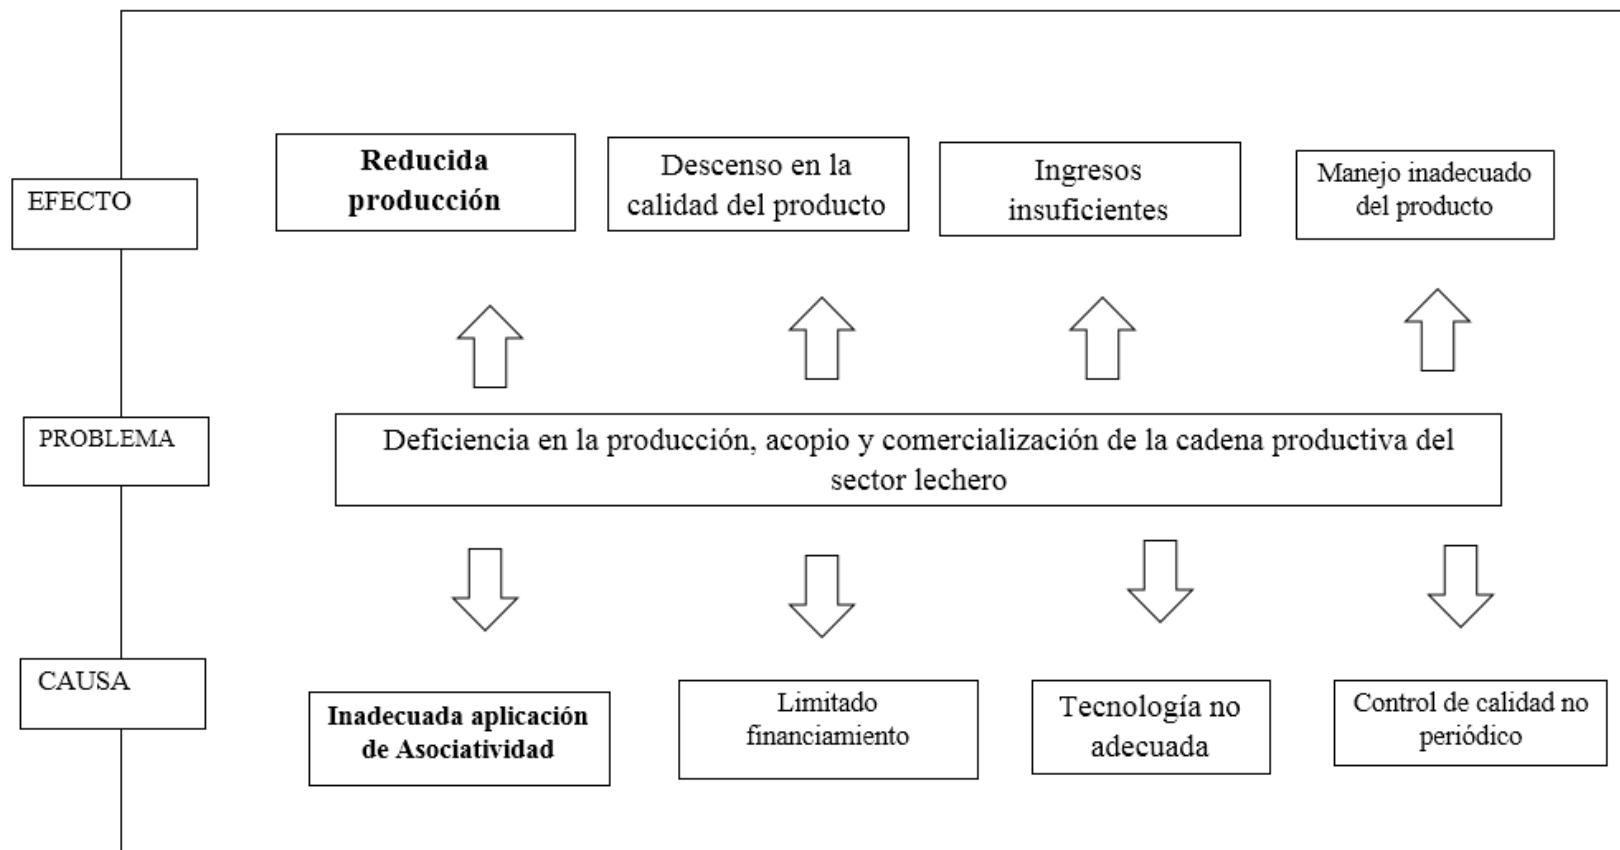 EFECTO
Reducida
producción
Descenso en la
calidad del producto
Ingresos
insuficientes
Manejo inadecuado
del producto
PROBLEMA
Deficiencia en la producción, acopio y comercialización de la cadena productiva del
sector lechero
CAUSA
Inadecuada aplicación
de Asociatividad
Limitado
financiamiento
Tecnología no
adecuada
Control de calidad no
periódico